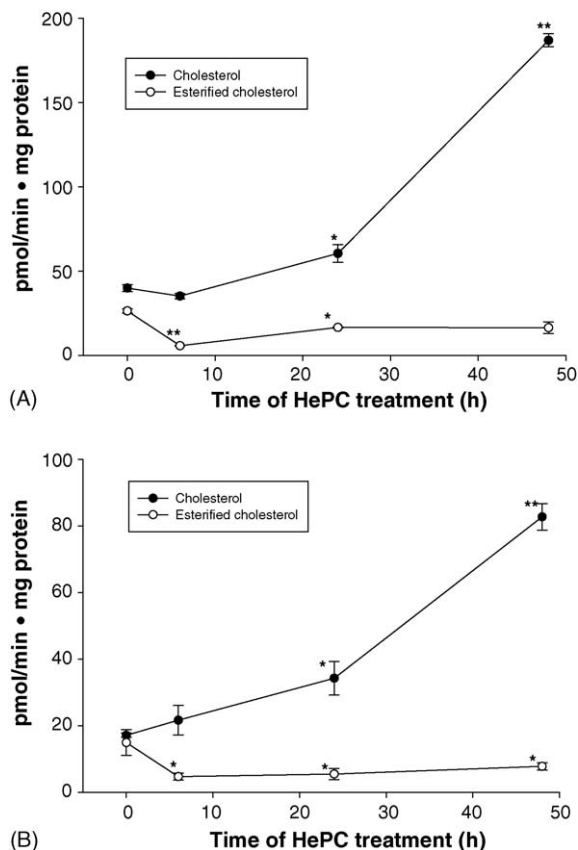 200
150
100
50
0
pmol/min • mg protein
Cholesterol
Esterified cholesterol
**
*
**
*
0 10 20 30 40 50
(A) Time of HePC treatment (h)
100
80
60
40
20
0
pmol/min • mg protein
Cholesterol
Esterified cholesterol
**
*
*
*
*
0 10 20 30 40 50
(B) Time of HePC treatment (h)